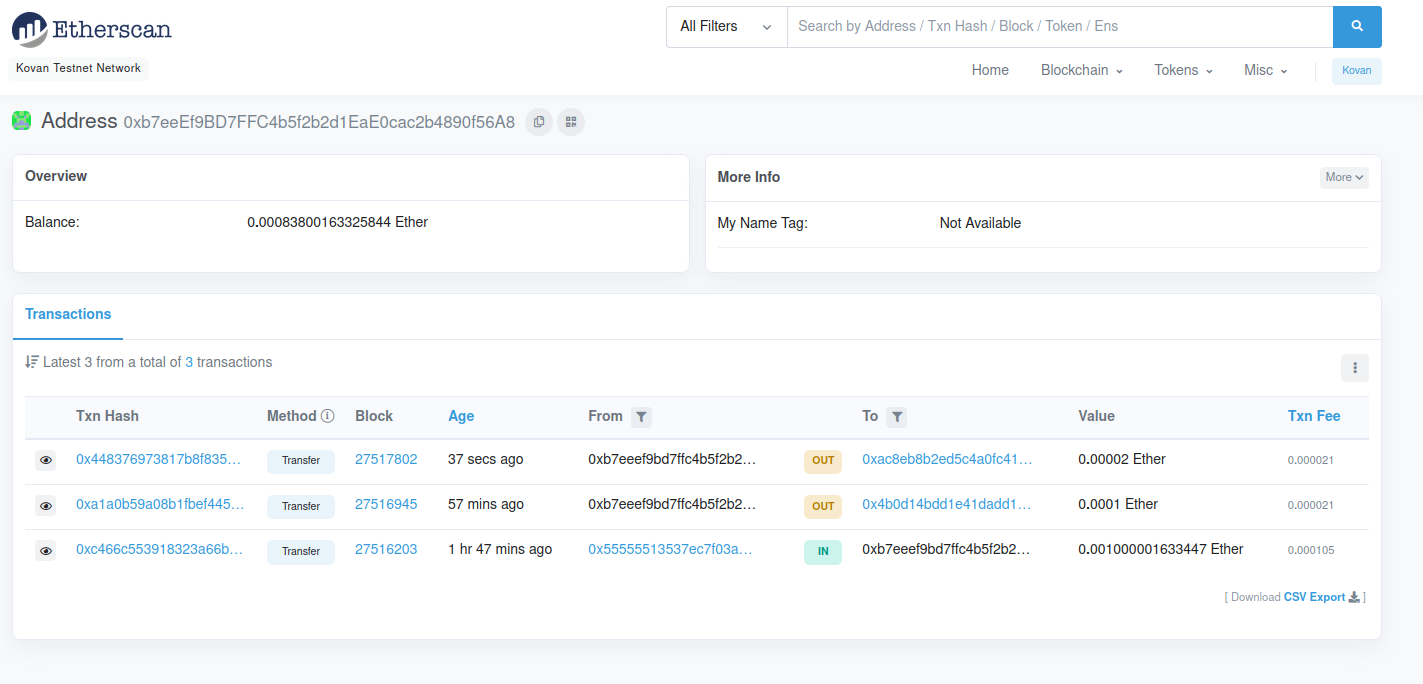 Etherscan
All Filters
Search by Address / Txn Hash / Block / Token / Ens
Kovan Testnet Network
Home Blockchain Tokens Misc Kovan
Address 0xb7eeEf9BD7FFC4b5f2b2d1EaE0cac2b4890f56A8
Overview
Balance: 0.00083800163325844 Ether
More Info More
My Name Tag: Not Available
Transactions
Latest 3 from a total of 3 transactions
Txn Hash Method Block Age From To Value Txn Fee
0x448376973817b8f835... Transfer 27517802 37 secs ago 0xb7eeef9bd7ffc4b5f2b2... OUT 0xac8eb8b2ed5c4a0fc41... 0.00002 Ether 0.000021
0xa1a0b59a08b1fbef445... Transfer 27516945 57 mins ago 0xb7eeef9bd7ffc4b5f2b2... OUT 0x4b0d14bdd1e41dadd1... 0.0001 Ether 0.000021
0xc466c553918323a66b... Transfer 27516203 1 hr 47 mins ago 0x55555513537ec7f03a... IN 0xb7eeef9bd7ffc4b5f2b2... 0.001000001633447 Ether 0.000105
[ Download CSV Export ]